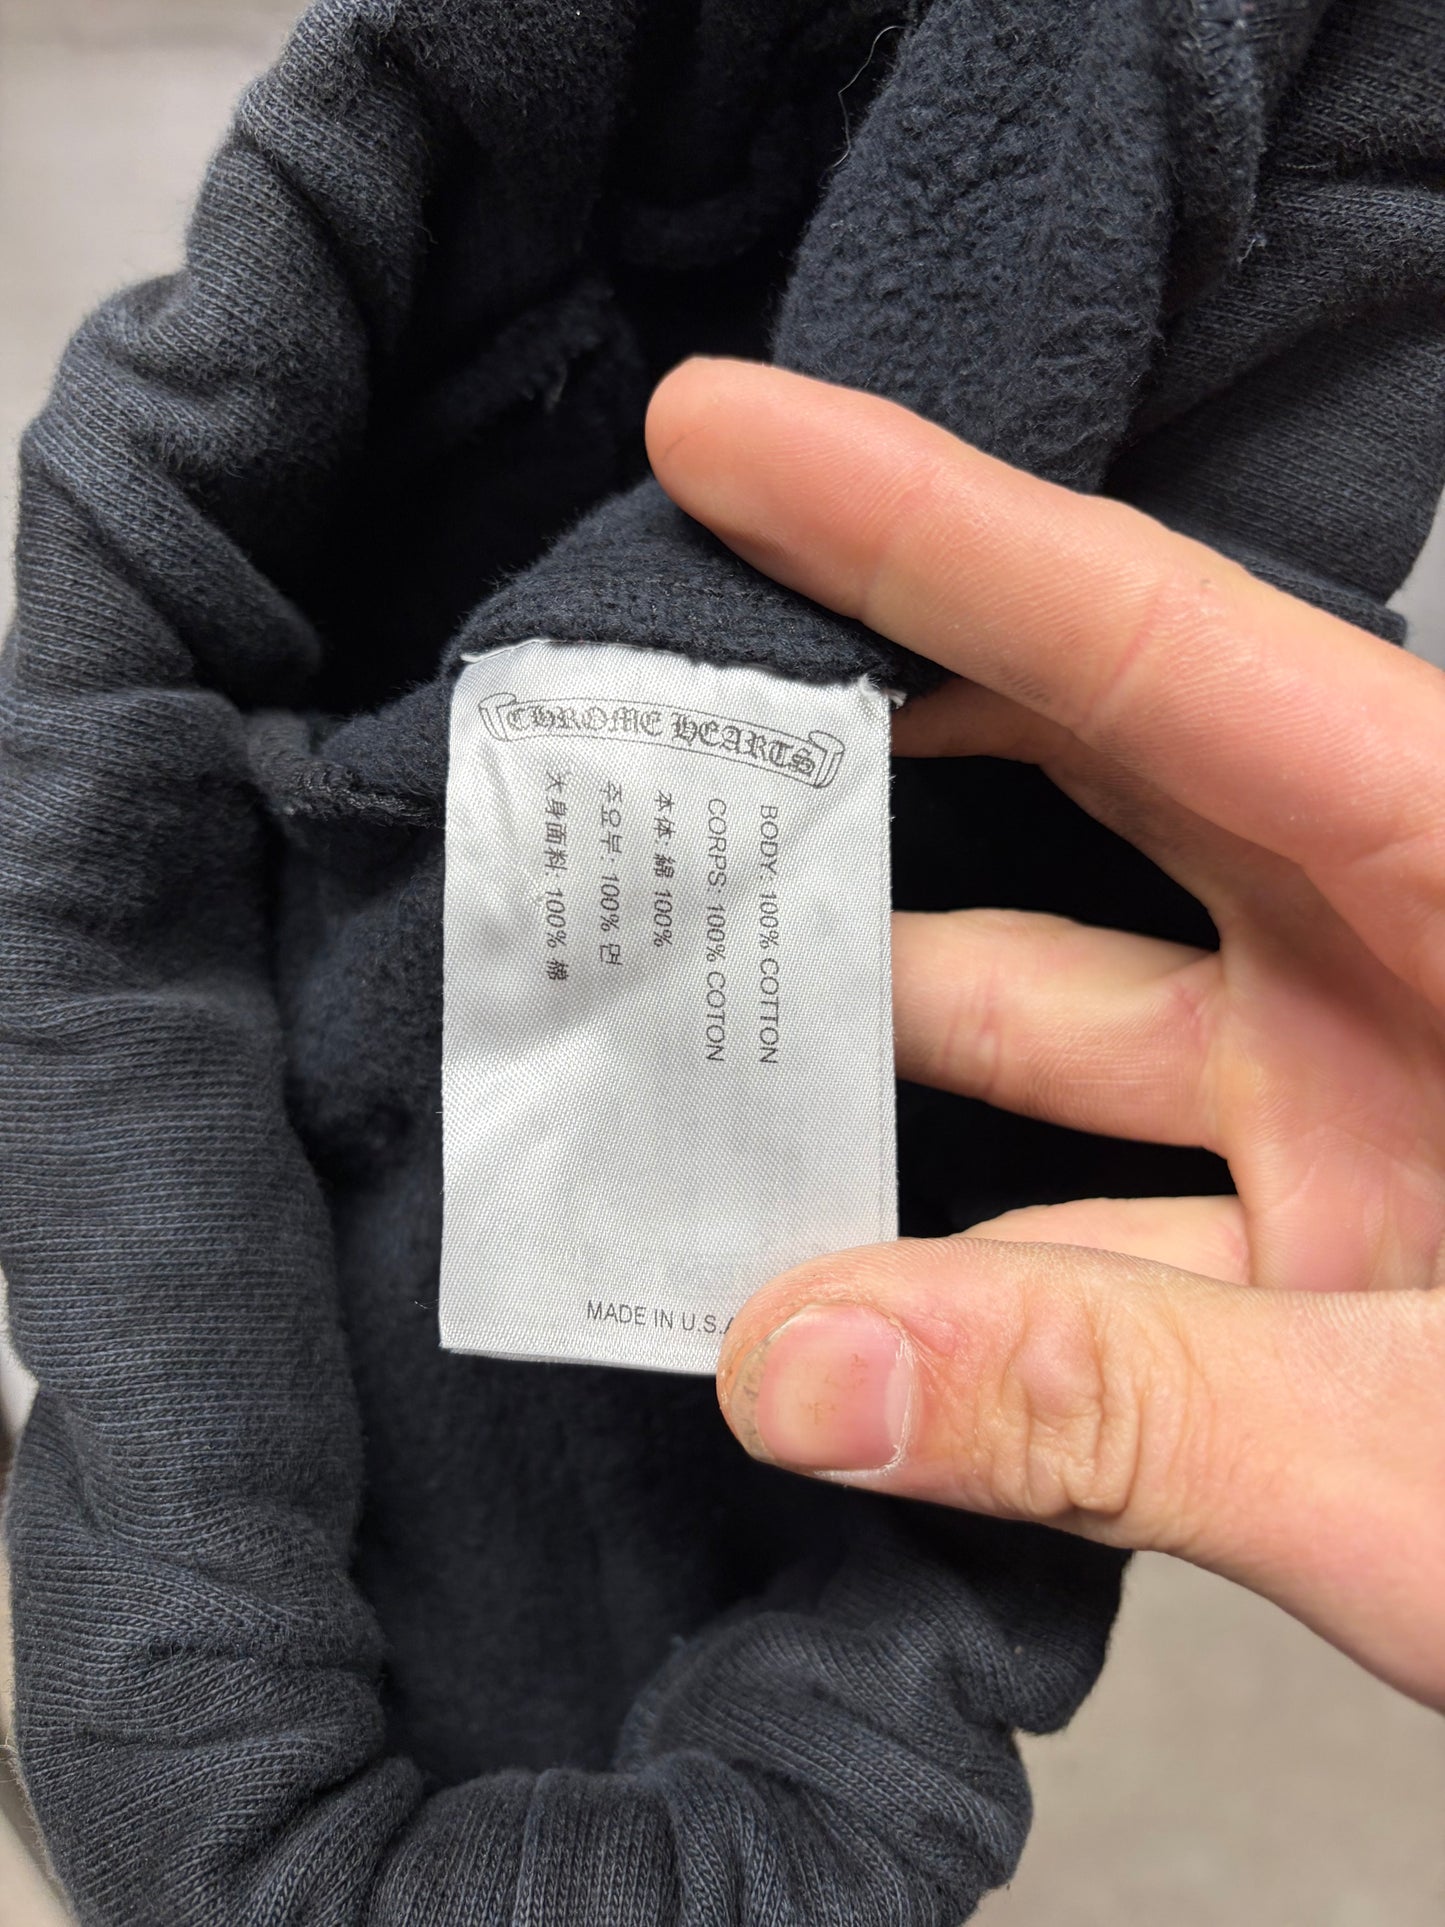 CHROME HEARTS
BODY: 100% COTTON
CORPS: 100% COTON
本体: 綿 100%
주요부: 100% 면
大身面料: 100% 棉
MADE IN U.S.A